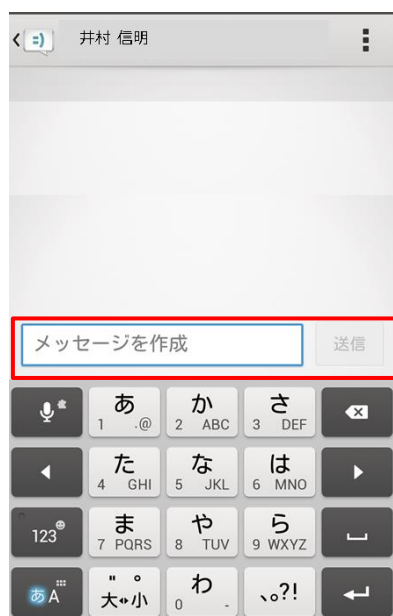 井村 信明
メッセージを作成 送信
あ か さ
1 .@ 2 ABC 3 DEF
た な は
4 GHI 5 JKL 6 MNO
123 ま や ら
7 PQRS 8 TUV 9 WXYZ
あA 大⇔小 わ 、。?!
0 -